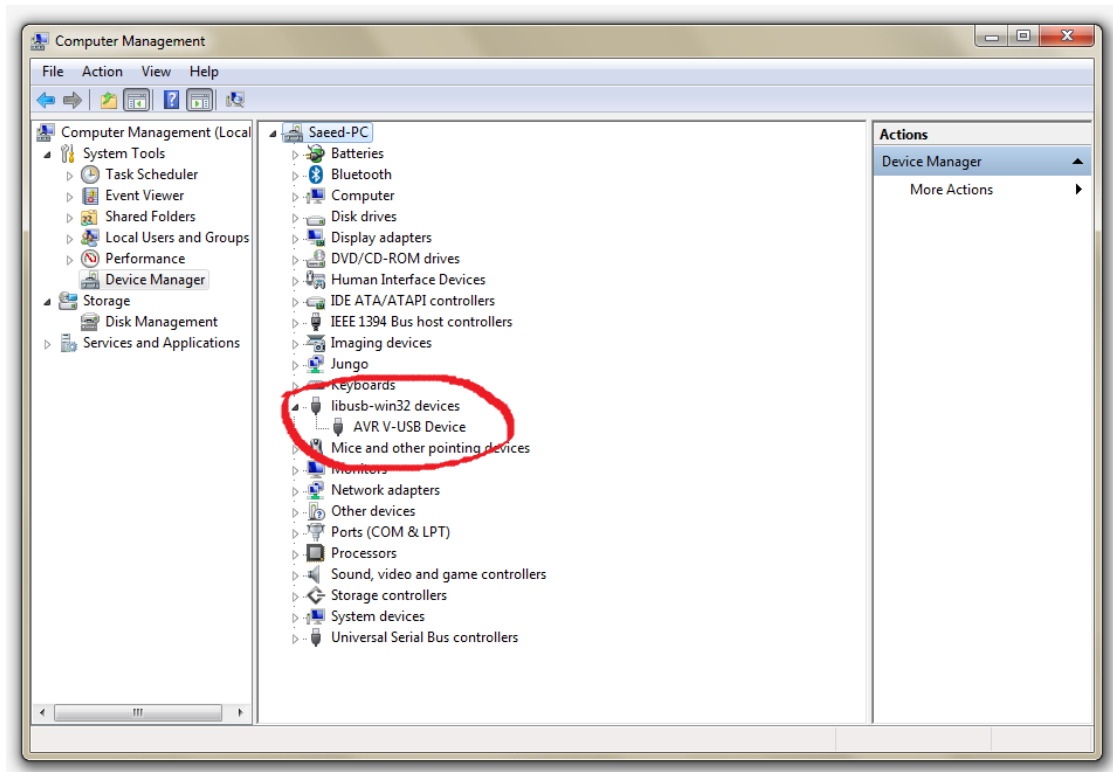 Computer Management
File Action View Help
Computer Management (Local
System Tools
Task Scheduler
Event Viewer
Shared Folders
Local Users and Groups
Performance
Device Manager
Storage
Disk Management
Services and Applications
Saeed-PC
Batteries
Bluetooth
Computer
Disk drives
Display adapters
DVD/CD-ROM drives
Human Interface Devices
IDE ATA/ATAPI controllers
IEEE 1394 Bus host controllers
Imaging devices
Jungo
Keyboards
libusb-win32 devices
AVR V-USB Device
Mice and other pointing devices
Monitors
Network adapters
Other devices
Ports (COM & LPT)
Processors
Sound, video and game controllers
Storage controllers
System devices
Universal Serial Bus controllers
Actions
Device Manager
More Actions